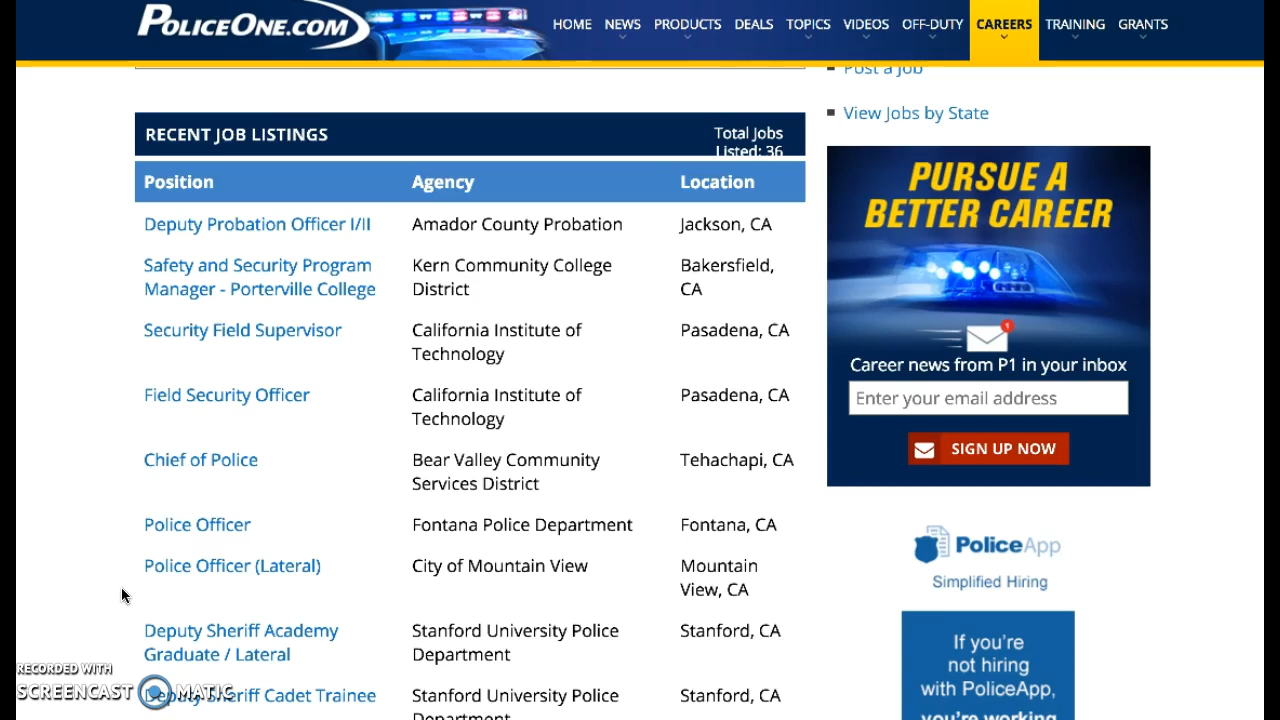 POLICEONE.COM
HOME NEWS PRODUCTS DEALS TOPICS VIDEOS OFF-DUTY CAREERS TRAINING GRANTS
Post a Job
View Jobs by State
RECENT JOB LISTINGS
Total Jobs
Listed: 36
Position Agency Location
Deputy Probation Officer I/II Amador County Probation Jackson, CA
Safety and Security Program Kern Community College Bakersfield,
Manager - Porterville College District CA
Security Field Supervisor California Institute of Pasadena, CA
Technology
Field Security Officer California Institute of Pasadena, CA
Technology
Chief of Police Bear Valley Community Tehachapi, CA
Services District
Police Officer Fontana Police Department Fontana, CA
Police Officer (Lateral) City of Mountain View Mountain
View, CA
Deputy Sheriff Academy Stanford University Police Stanford, CA
Graduate / Lateral Department
Deputy Sheriff Cadet Trainee Stanford University Police Stanford, CA
Department
PURSUE A
BETTER CAREER
1
Career news from P1 in your inbox
Enter your email address
SIGN UP NOW
PoliceApp
Simplified Hiring
If you're
not hiring
with PoliceApp,
you're working
RECORDED WITH
SCREENCAST MATIC